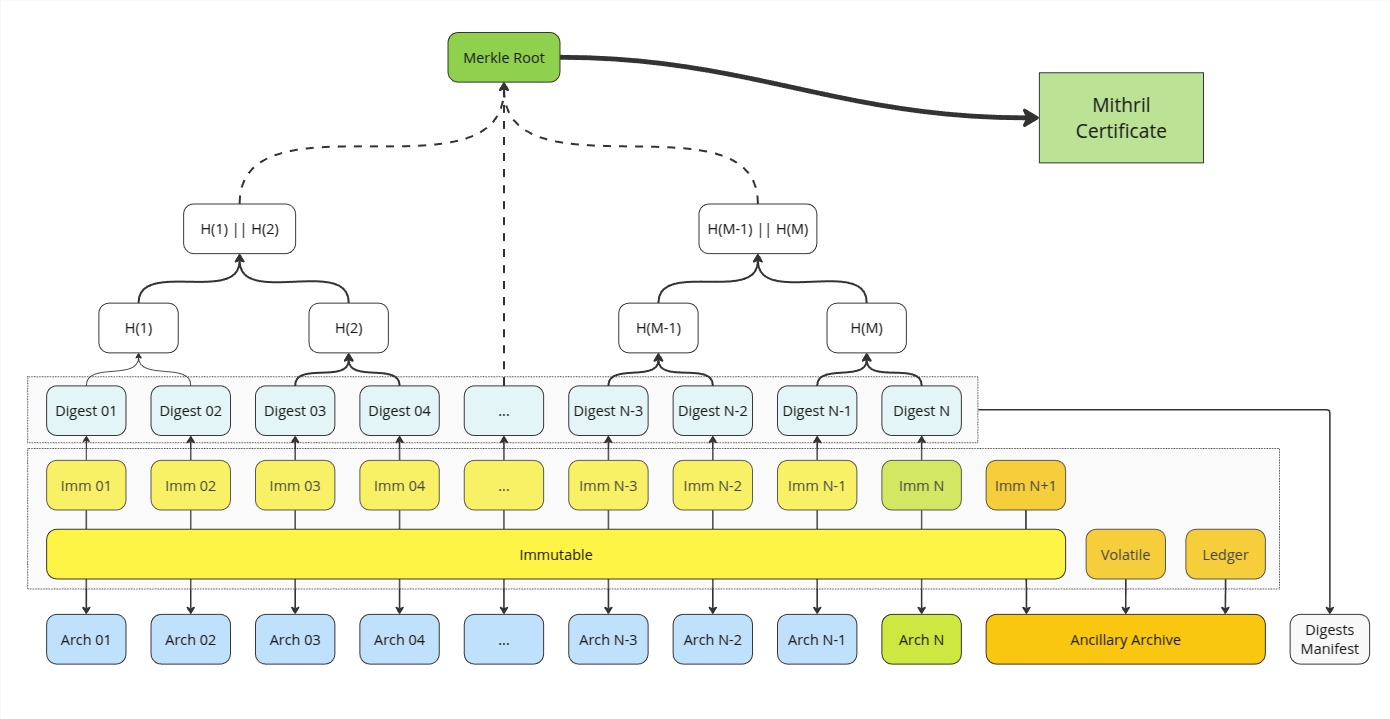 Merkle Root
Mithril
Certificate
H(1) || H(2)
H(M-1) || H(M)
H(1)
H(2)
H(M-1)
H(M)
Digest 01
Digest 02
Digest 03
Digest 04
...
Digest N-3
Digest N-2
Digest N-1
Digest N
Imm 01
Imm 02
Imm 03
Imm 04
...
Imm N-3
Imm N-2
Imm N-1
Imm N
Imm N+1
Immutable
Volatile
Ledger
Arch 01
Arch 02
Arch 03
Arch 04
...
Arch N-3
Arch N-2
Arch N-1
Arch N
Ancillary Archive
Digests
Manifest